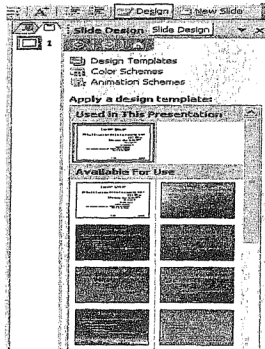 Design New Slide
1 Slide Design Slide Design
Design Templates
Color Schemes
Animation Schemes
Apply a design template:
Used in This Presentation
Available For Use